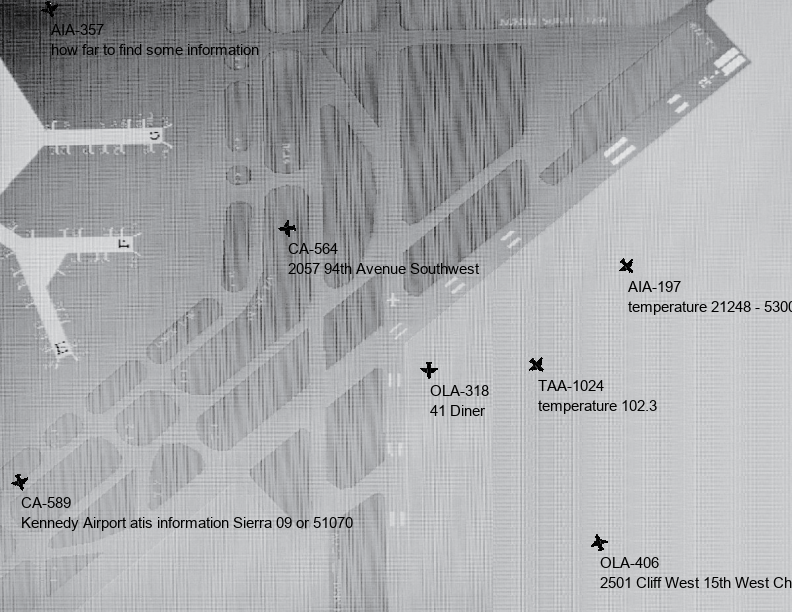 AIA-357
how far to find some information
CA-564
2057 94th Avenue Southwest
AIA-197
temperature 21248 - 5300
OLA-318
41 Diner
TAA-1024
temperature 102.3
CA-589
Kennedy Airport atis information Sierra 09 or 51070
OLA-406
2501 Cliff West 15th West Ch